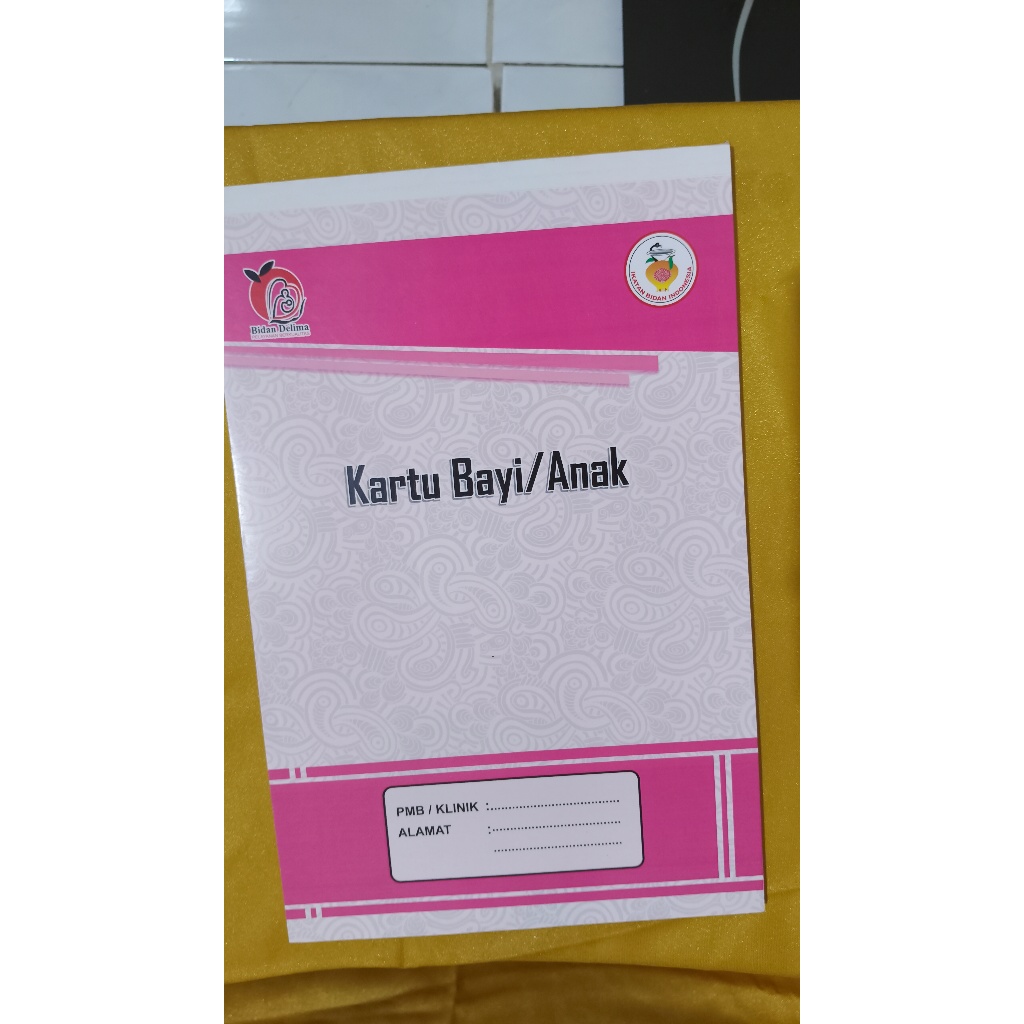 Bidan Delima
IKATAN BIDAN INDONESIA
Kartu Bayi/Anak
PMB / KLINIK :................................
ALAMAT :................................
................................